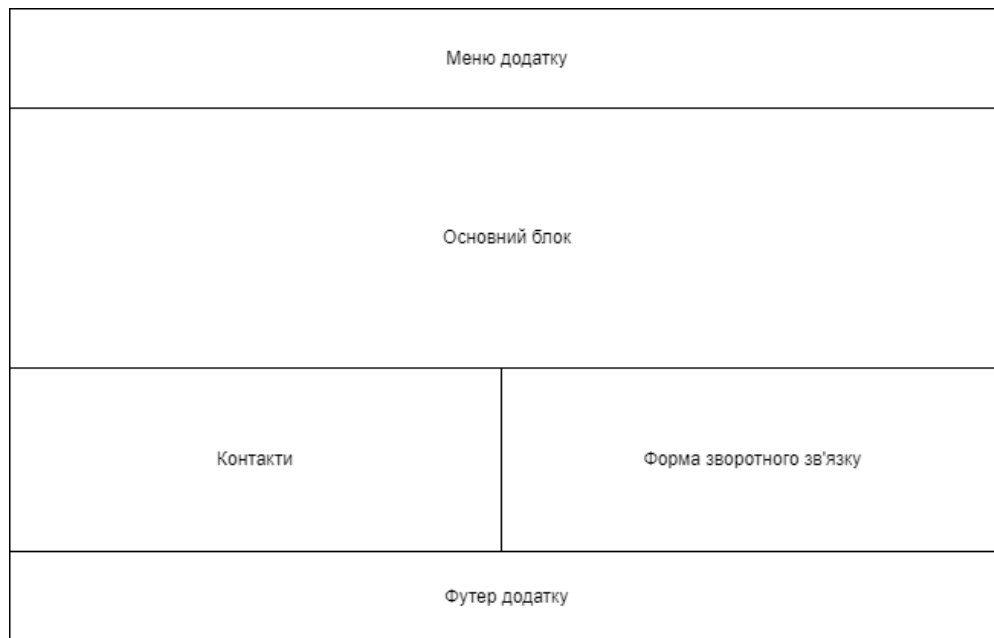 Меню додатку
Основний блок
Контакти
Форма зворотного зв'язку
Футер додатку